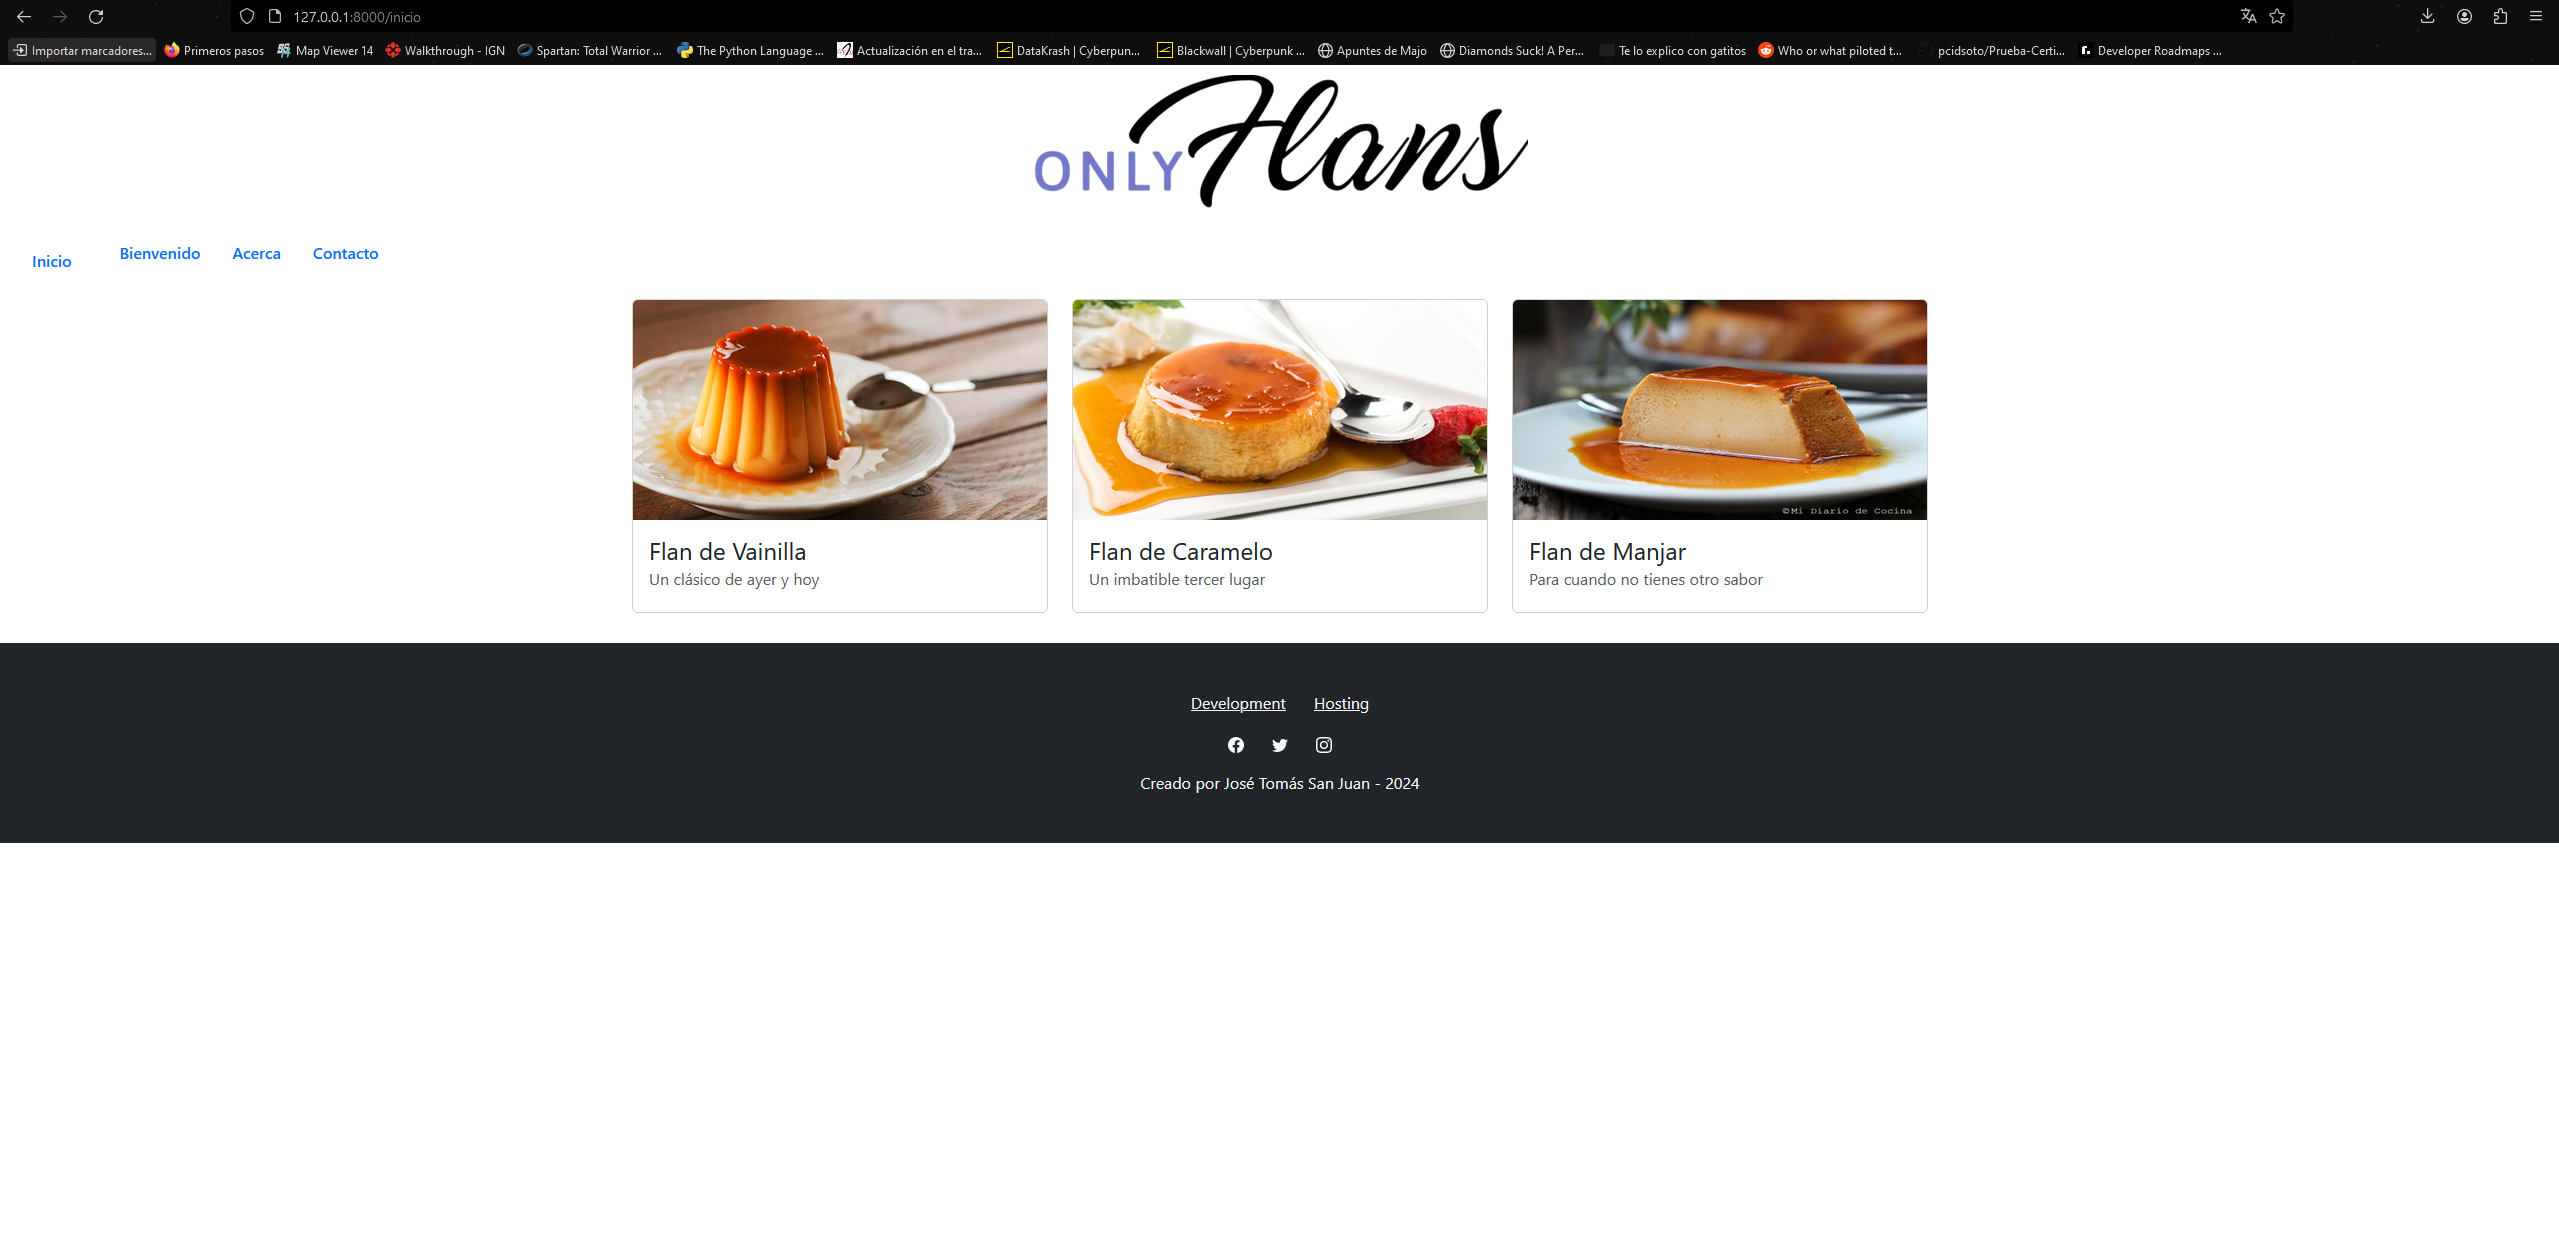 127.0.0.1:8000/inicio
Importar marcadores... Primeros pasos Map Viewer 14 Walkthrough - IGN Spartan: Total Warrior ... The Python Language ... Actualización en el tra... DataKrash | Cyberpun... Blackwall | Cyberpunk ... Apuntes de Majo Diamonds Suck! A Per... Te lo explico con gatitos Who or what piloted t... pcidsoto/Prueba-Certi... Developer Roadmaps ...
ONLY Flans
Inicio Bienvenido Acerca Contacto
©Mi Diario de Cocina
Flan de Vainilla
Un clásico de ayer y hoy
Flan de Caramelo
Un imbatible tercer lugar
Flan de Manjar
Para cuando no tienes otro sabor
Development Hosting
Creado por José Tomás San Juan - 2024